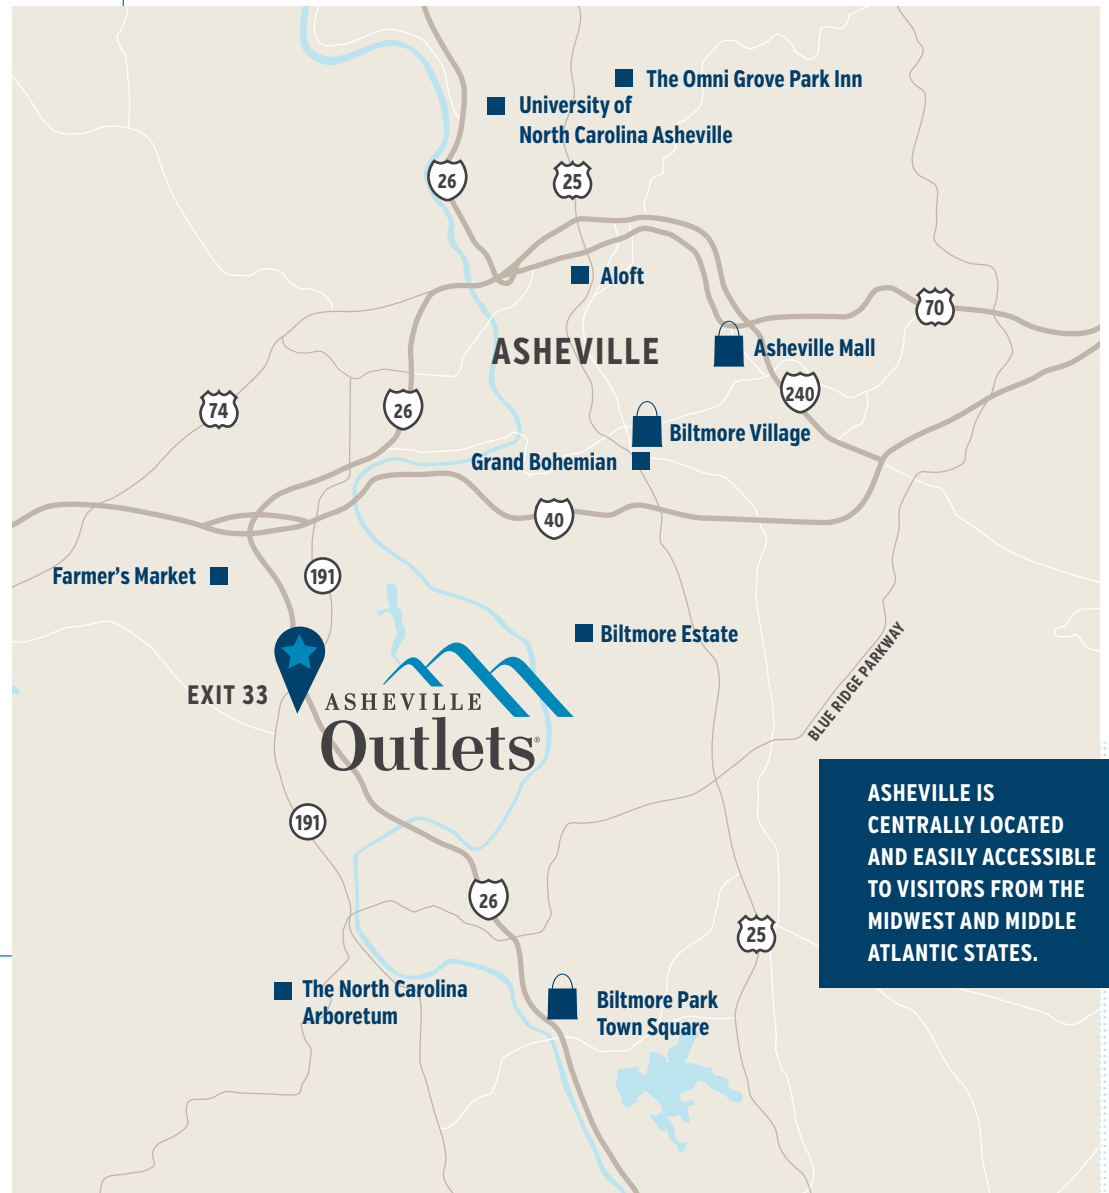 The Omni Grove Park Inn
University of
North Carolina Asheville
26
25
Aloft
70
ASHEVILLE
Asheville Mall
240
74
26
Biltmore Village
Grand Bohemian
40
Farmer's Market
191
Biltmore Estate
BLUE RIDGE PARKWAY
EXIT 33
ASHEVILLE
Outlets®
ASHEVILLE IS
CENTRALLY LOCATED
AND EASILY ACCESSIBLE
TO VISITORS FROM THE
MIDWEST AND MIDDLE
ATLANTIC STATES.
191
26
25
The North Carolina
Arboretum
Biltmore Park
Town Square